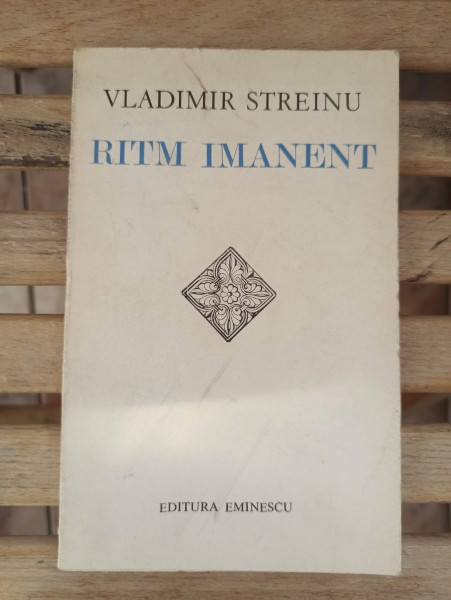 VLADIMIR STREINU
RITM IMANENT
EDITURA EMINESCU